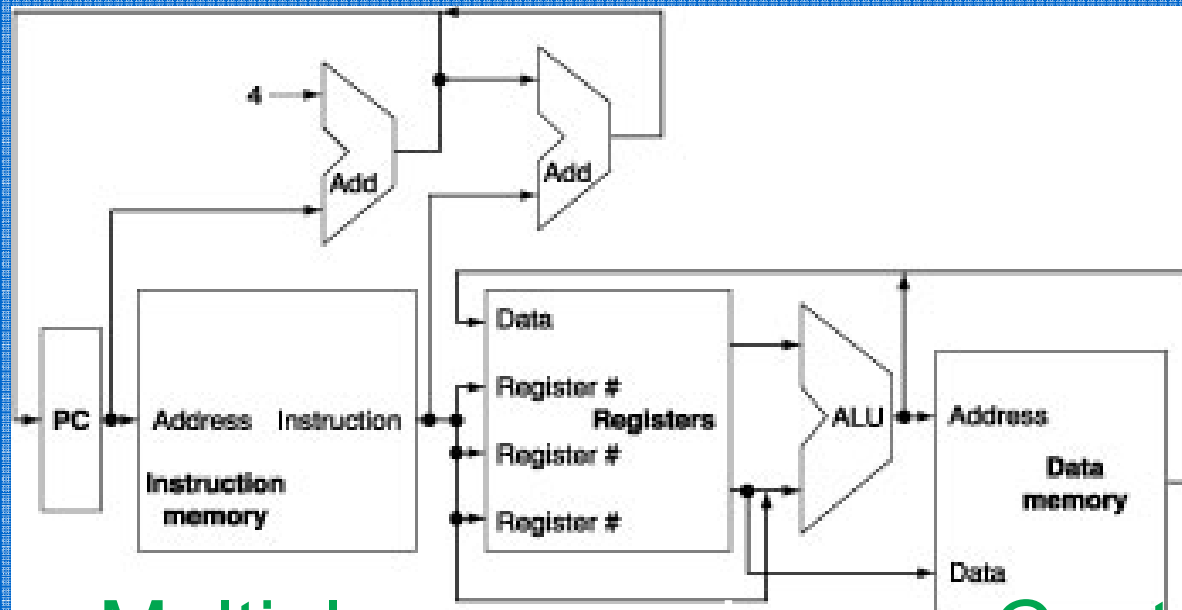 4
Add
Add
Data
Register #
PC
Address
Instruction
Registers
ALU
Address
Register #
Instruction
memory
Data
memory
Register #
Data